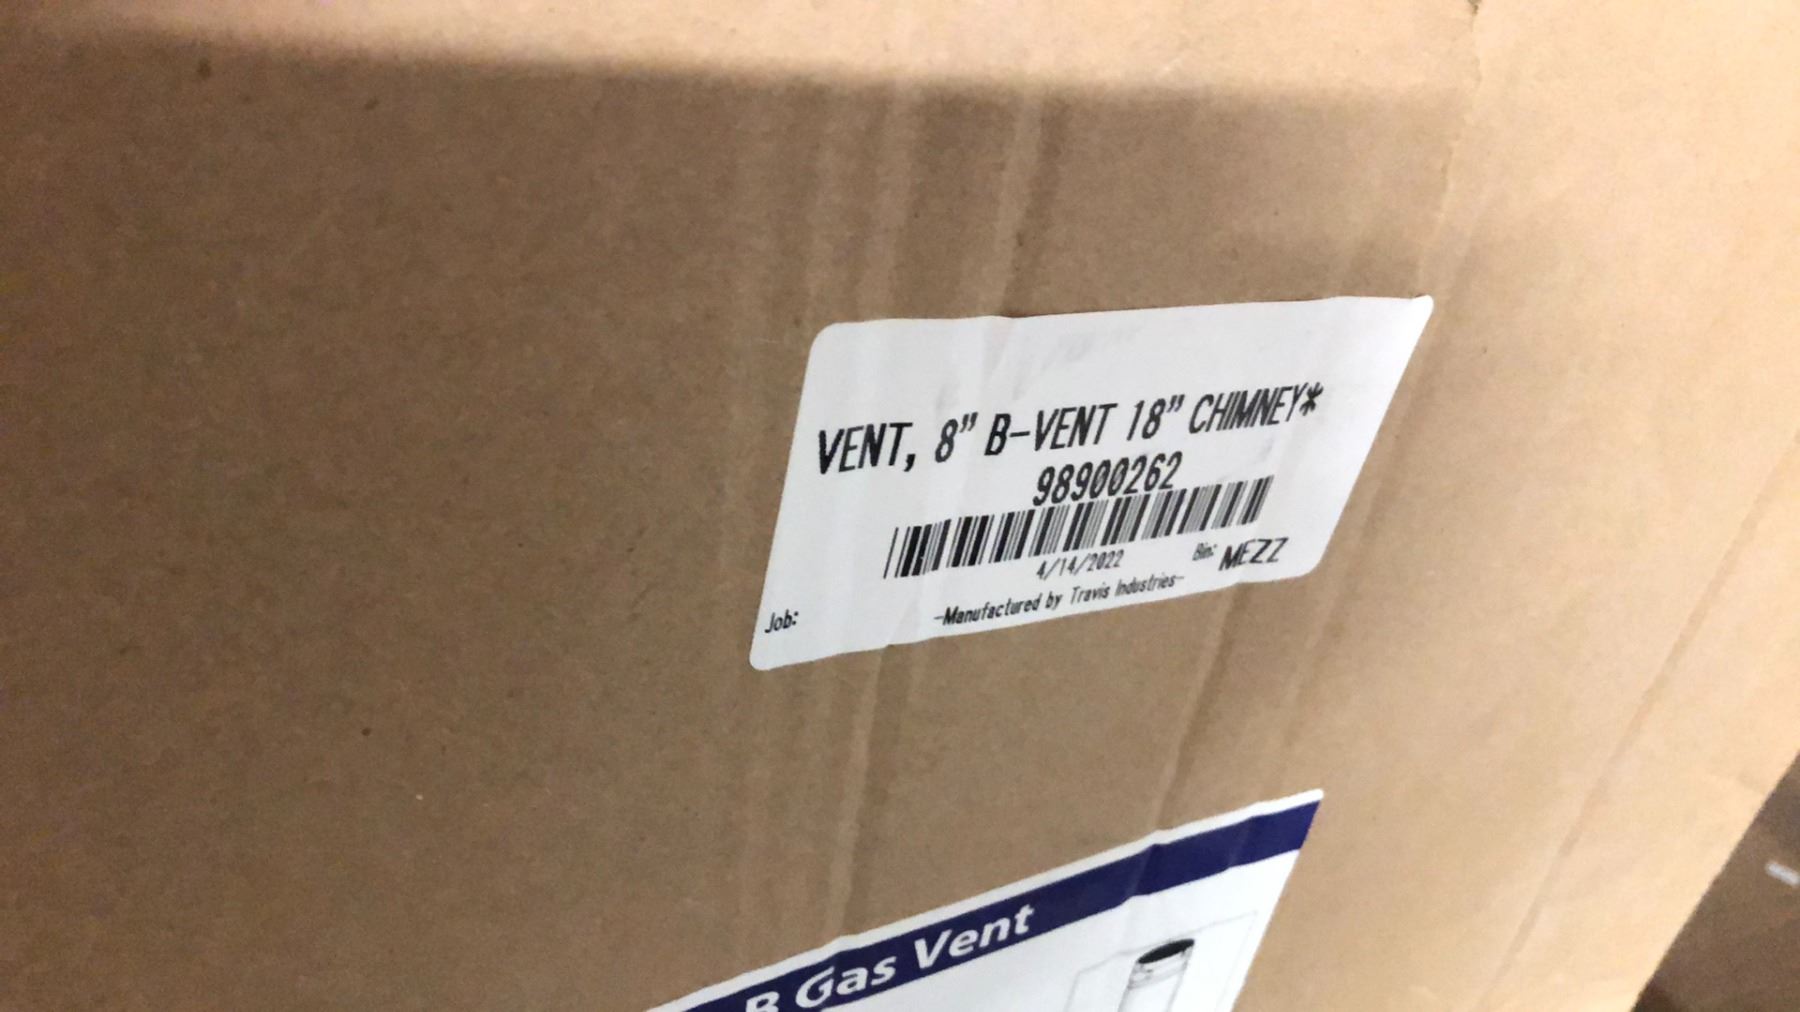 VENT, 8" B-VENT 18" CHIMNEY*
98900262
4/14/2022
Bin: MEZZ
Job:
-Manufactured by Travis Industries-
B Gas Vent